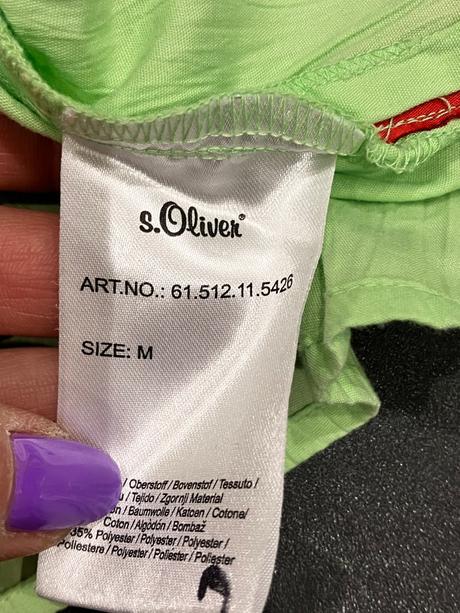 s.Oliver®
ART.NO.: 61.512.11.5426
SIZE: M
/ Oberstoff / Bovenstof / Tessuto /
/ Tejido / Zgornji Material
/ Baumwolle / Katoen / Cotone/
Coton / Algodón / Bombaž
35% Polyester / Polyester / Polyester /
Poliestere / Polyester / Poliester / Poliester